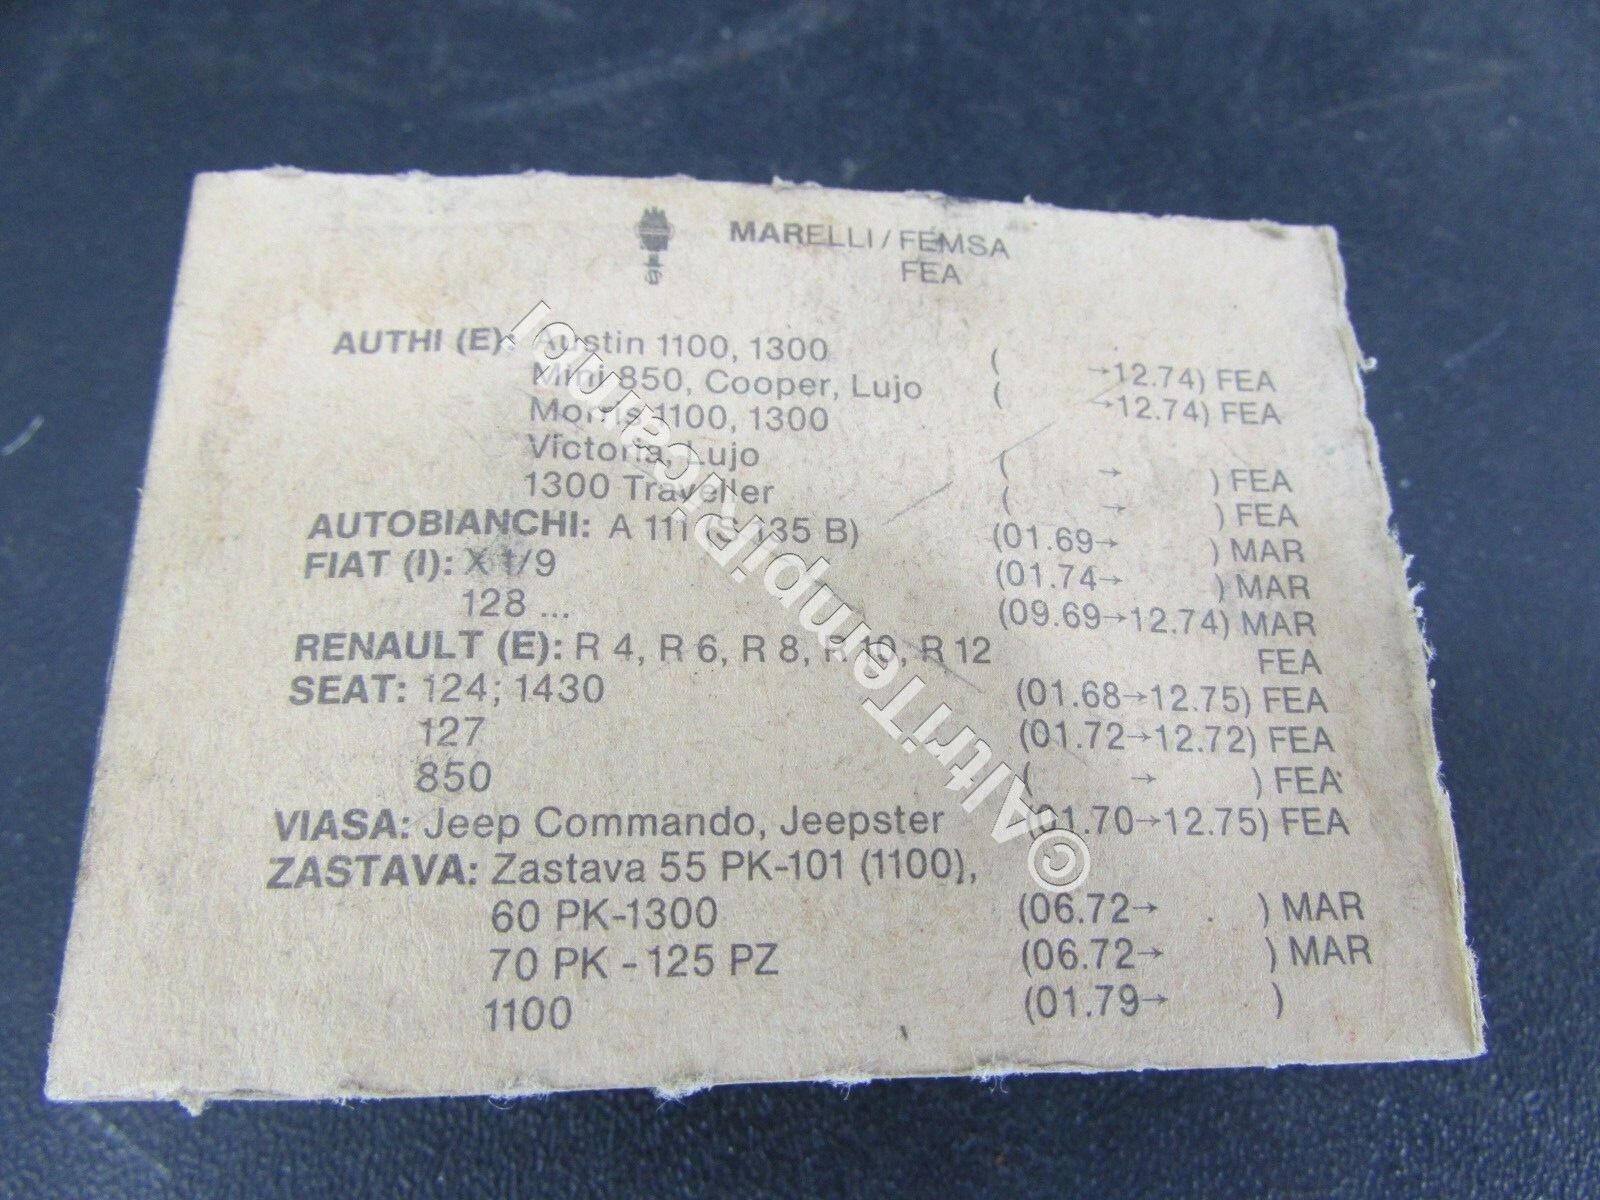 MARELLI/FEMSA
FEA
AUTHI (E): Austin 1100, 1300 ( →12.74) FEA
Mini 850, Cooper, Lujo ( →12.74) FEA
Morris 1100, 1300
Victoria, Lujo ( → ) FEA
1300 Traveller ( → ) FEA
AUTOBIANCHI: A 111 (S 135 B) (01.69→ ) MAR
FIAT (I): X 1/9 (01.74→ ) MAR
128 ... (09.69→12.74) MAR
RENAULT (E): R 4, R 6, R 8, R 10, R 12 FEA
SEAT: 124; 1430 (01.68→12.75) FEA
127 (01.72→12.72) FEA
850 ( → ) FEA
VIASA: Jeep Commando, Jeepster (01.70→12.75) FEA
ZASTAVA: Zastava 55 PK-101 (1100),
60 PK-1300 (06.72→ ) MAR
70 PK - 125 PZ (06.72→ ) MAR
1100 (01.79→ )
©AltriTempiRicambi